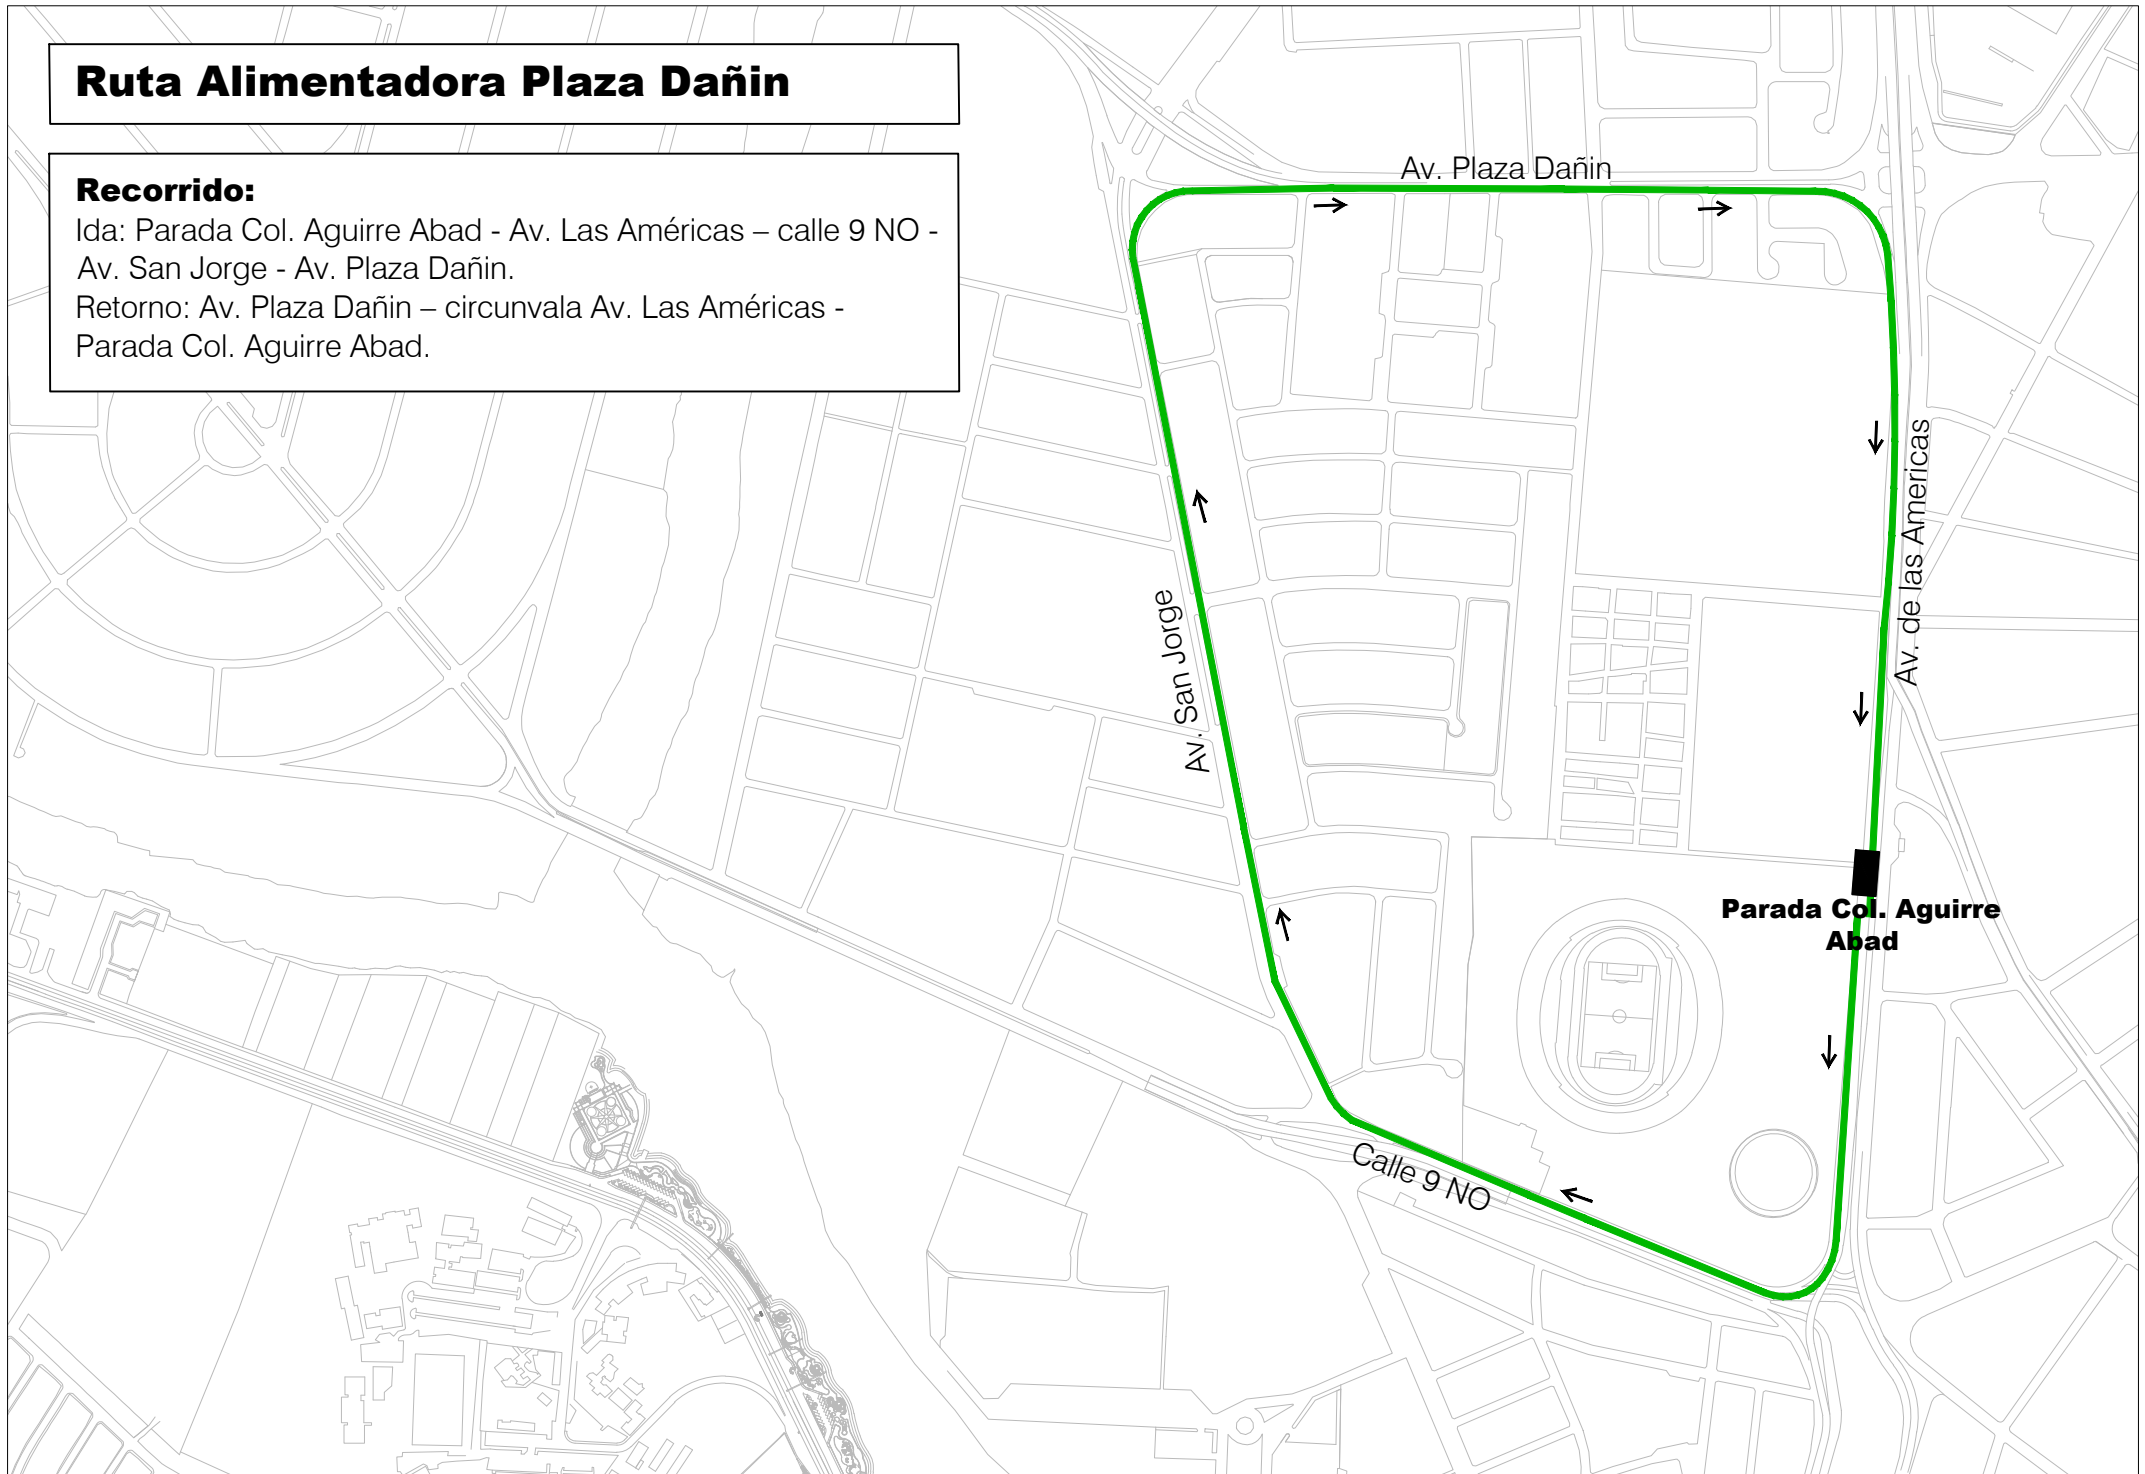 Ruta Alimentadora Plaza Dañin
Recorrido:
Ida: Parada Col. Aguirre Abad - Av. Las Américas – calle 9 NO -
Av. San Jorge - Av. Plaza Dañin.
Retorno: Av. Plaza Dañin – circunvala Av. Las Américas -
Parada Col. Aguirre Abad.
Av. Plaza Dañin
Av. de las Americas
Av. San Jorge
Parada Col. Aguirre
Abad
Calle 9 NO